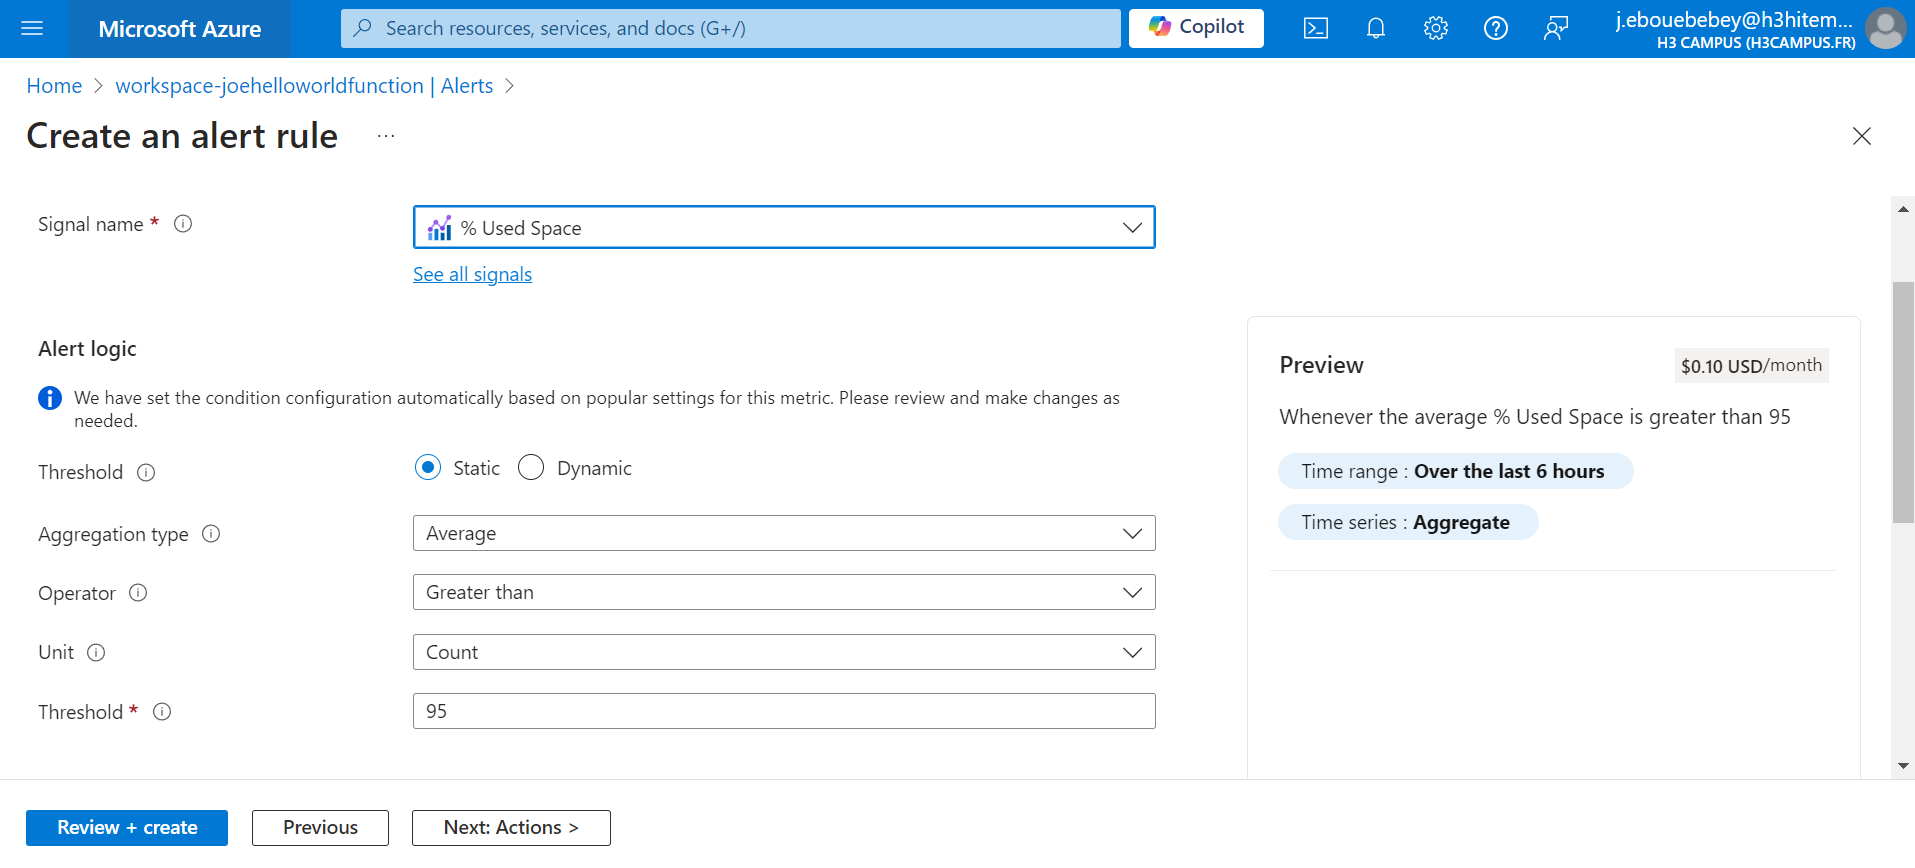 Microsoft Azure
Search resources, services, and docs (G+/)
Copilot
j.ebouebebey@h3hitem...
H3 CAMPUS (H3CAMPUS.FR)
Home > workspace-joehelloworldfunction | Alerts >
Create an alert rule ...
Signal name *
% Used Space
See all signals
Alert logic
We have set the condition configuration automatically based on popular settings for this metric. Please review and make changes as
needed.
Threshold
Static
Dynamic
Aggregation type
Average
Operator
Greater than
Unit
Count
Threshold *
95
Preview
$0.10 USD/month
Whenever the average % Used Space is greater than 95
Time range : Over the last 6 hours
Time series : Aggregate
Review + create
Previous
Next: Actions >